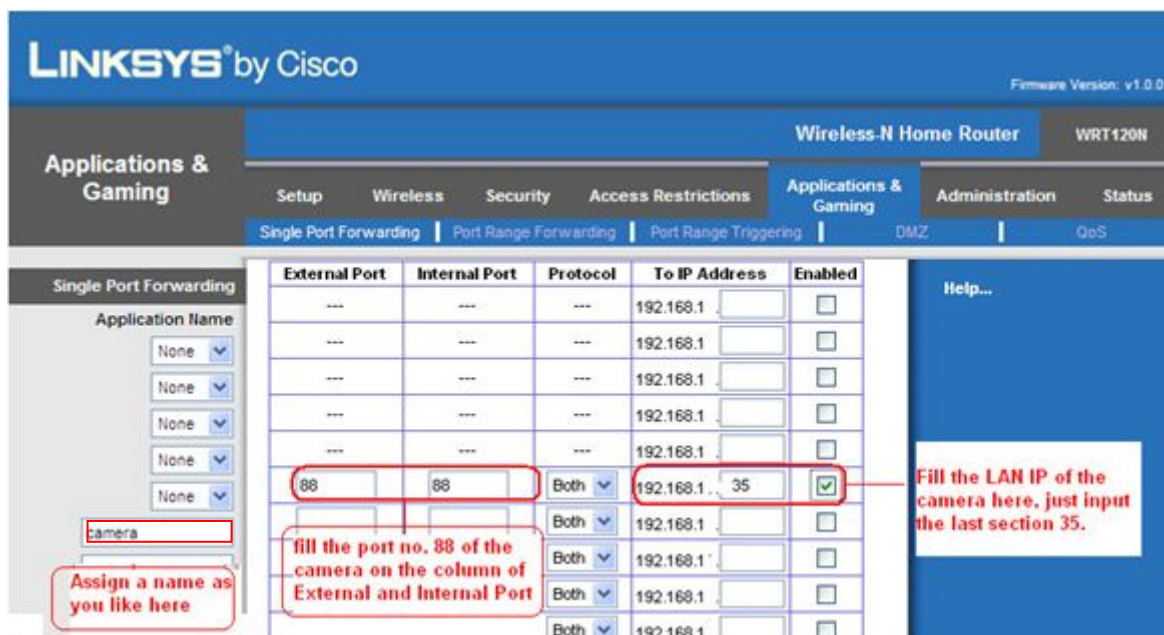 LINKSYS® by Cisco
Firmware Version: v1.0.0
Applications & Gaming
Wireless-N Home Router WRT120N
Setup Wireless Security Access Restrictions Applications & Gaming Administration Status
Single Port Forwarding Port Range Forwarding Port Range Triggering DMZ QoS
Single Port Forwarding
Application Name
External Port Internal Port Protocol To IP Address Enabled
Help...
--- --- --- 192.168.1 .
None
--- --- --- 192.168.1
None
--- --- --- 192.168.1 .
None
--- --- --- 192.168.1 .
None
--- --- --- 192.168.1 .
None
camera
88 88 Both 192.168.1 . 35
Both 192.168.1 .
Both 192.168.1 .
Both 192.168.1 .
Both 192.168.1
Assign a name as
you like here
fill the port no. 88 of the
camera on the column of
External and Internal Port
Fill the LAN IP of the
camera here, just input
the last section 35.